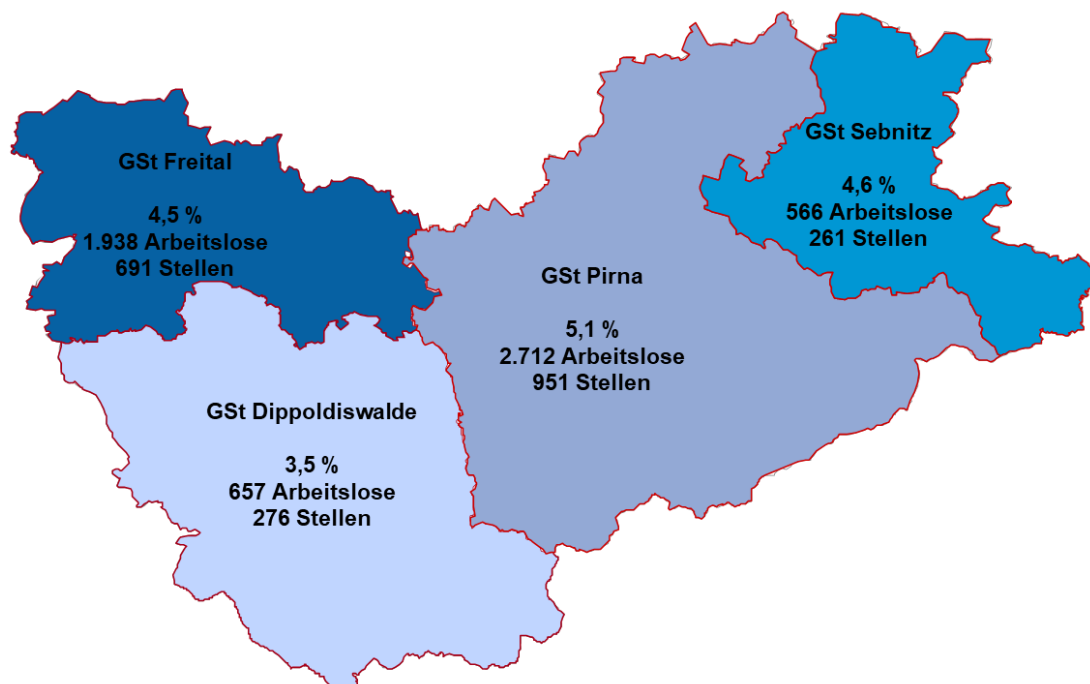 GSt Freital
4,5 %
1.938 Arbeitslose
691 Stellen
GSt Dippoldiswalde
3,5 %
657 Arbeitslose
276 Stellen
GSt Pirna
5,1 %
2.712 Arbeitslose
951 Stellen
GSt Sebnitz
4,6 %
566 Arbeitslose
261 Stellen